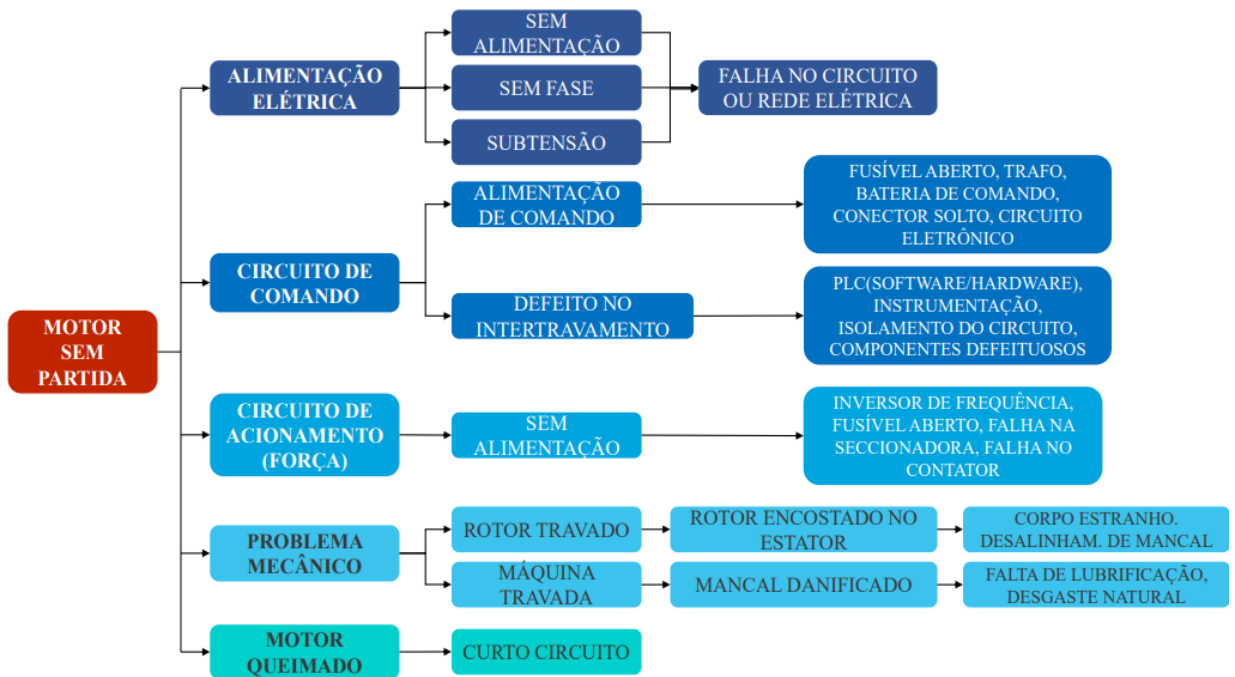 MOTOR
SEM
PARTIDA
ALIMENTAÇÃO
ELÉTRICA
SEM
ALIMENTAÇÃO
SEM FASE
SUBTENSÃO
FALHA NO CIRCUITO
OU REDE ELÉTRICA
CIRCUITO DE
COMANDO
ALIMENTAÇÃO
DE COMANDO
FUSÍVEL ABERTO, TRAFO,
BATERIA DE COMANDO,
CONECTOR SOLTO, CIRCUITO
ELETRÔNICO
DEFEITO NO
INTERTRAVAMENTO
PLC(SOFTWARE/HARDWARE),
INSTRUMENTAÇÃO,
ISOLAMENTO DO CIRCUITO,
COMPONENTES DEFEITUOSOS
CIRCUITO DE
ACIONAMENTO
(FORÇA)
SEM
ALIMENTAÇÃO
INVERSOR DE FREQUÊNCIA,
FUSÍVEL ABERTO, FALHA NA
SECCIONADORA, FALHA NO
CONTATOR
PROBLEMA
MECÂNICO
ROTOR TRAVADO
ROTOR ENCOSTADO NO
ESTATOR
CORPO ESTRANHO.
DESALINHAM. DE MANCAL
MÁQUINA
TRAVADA
MANCAL DANIFICADO
FALTA DE LUBRIFICAÇÃO,
DESGASTE NATURAL
MOTOR
QUEIMADO
CURTO CIRCUITO